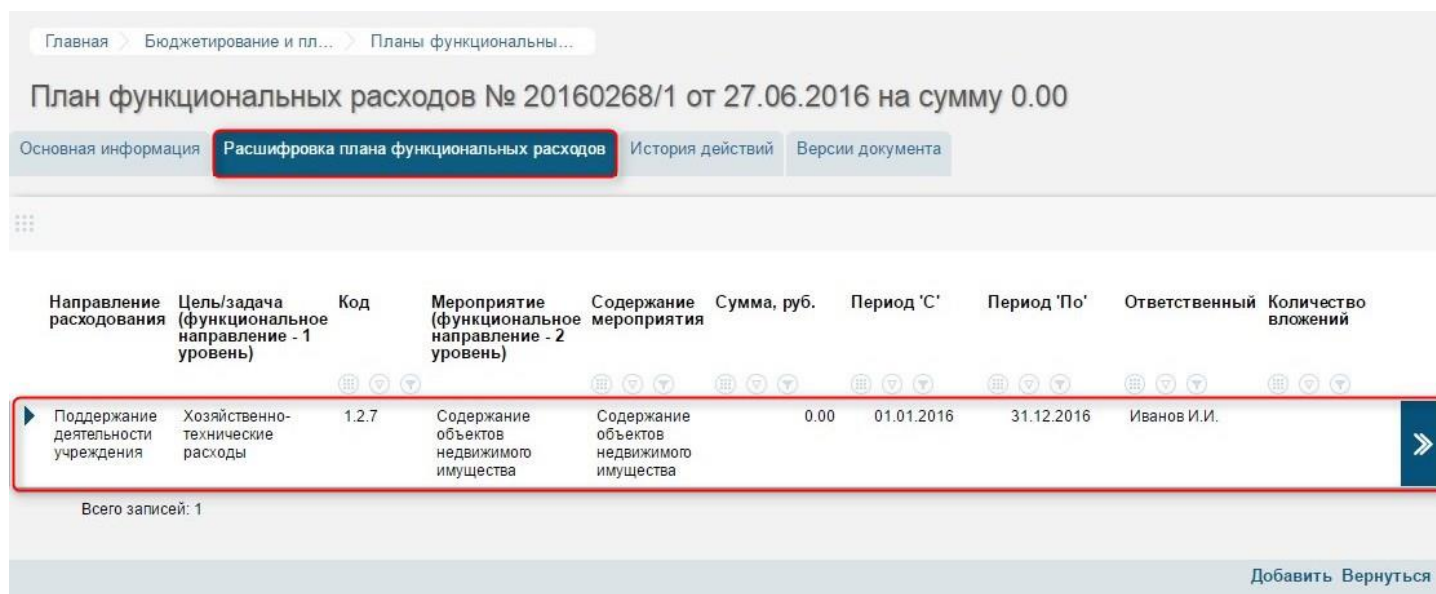 Главная Бюджетирование и пл... Планы функциональны...
План функциональных расходов № 20160268/1 от 27.06.2016 на сумму 0.00
Основная информация Расшифровка плана функциональных расходов История действий Версии документа
Направление Цель/задача Код Мероприятие Содержание Сумма, руб. Период 'С' Период 'По' Ответственный Количество
расходования (функциональное (функциональное мероприятия вложений
направление - 1 направление - 2
уровень) уровень)
Поддержание Хозяйственно- 1.2.7 Содержание Содержание 0.00 01.01.2016 31.12.2016 Иванов И.И.
деятельности технические объектов объектов
учреждения расходы недвижимого недвижимого
имущества имущества
Всего записей: 1
Добавить Вернуться